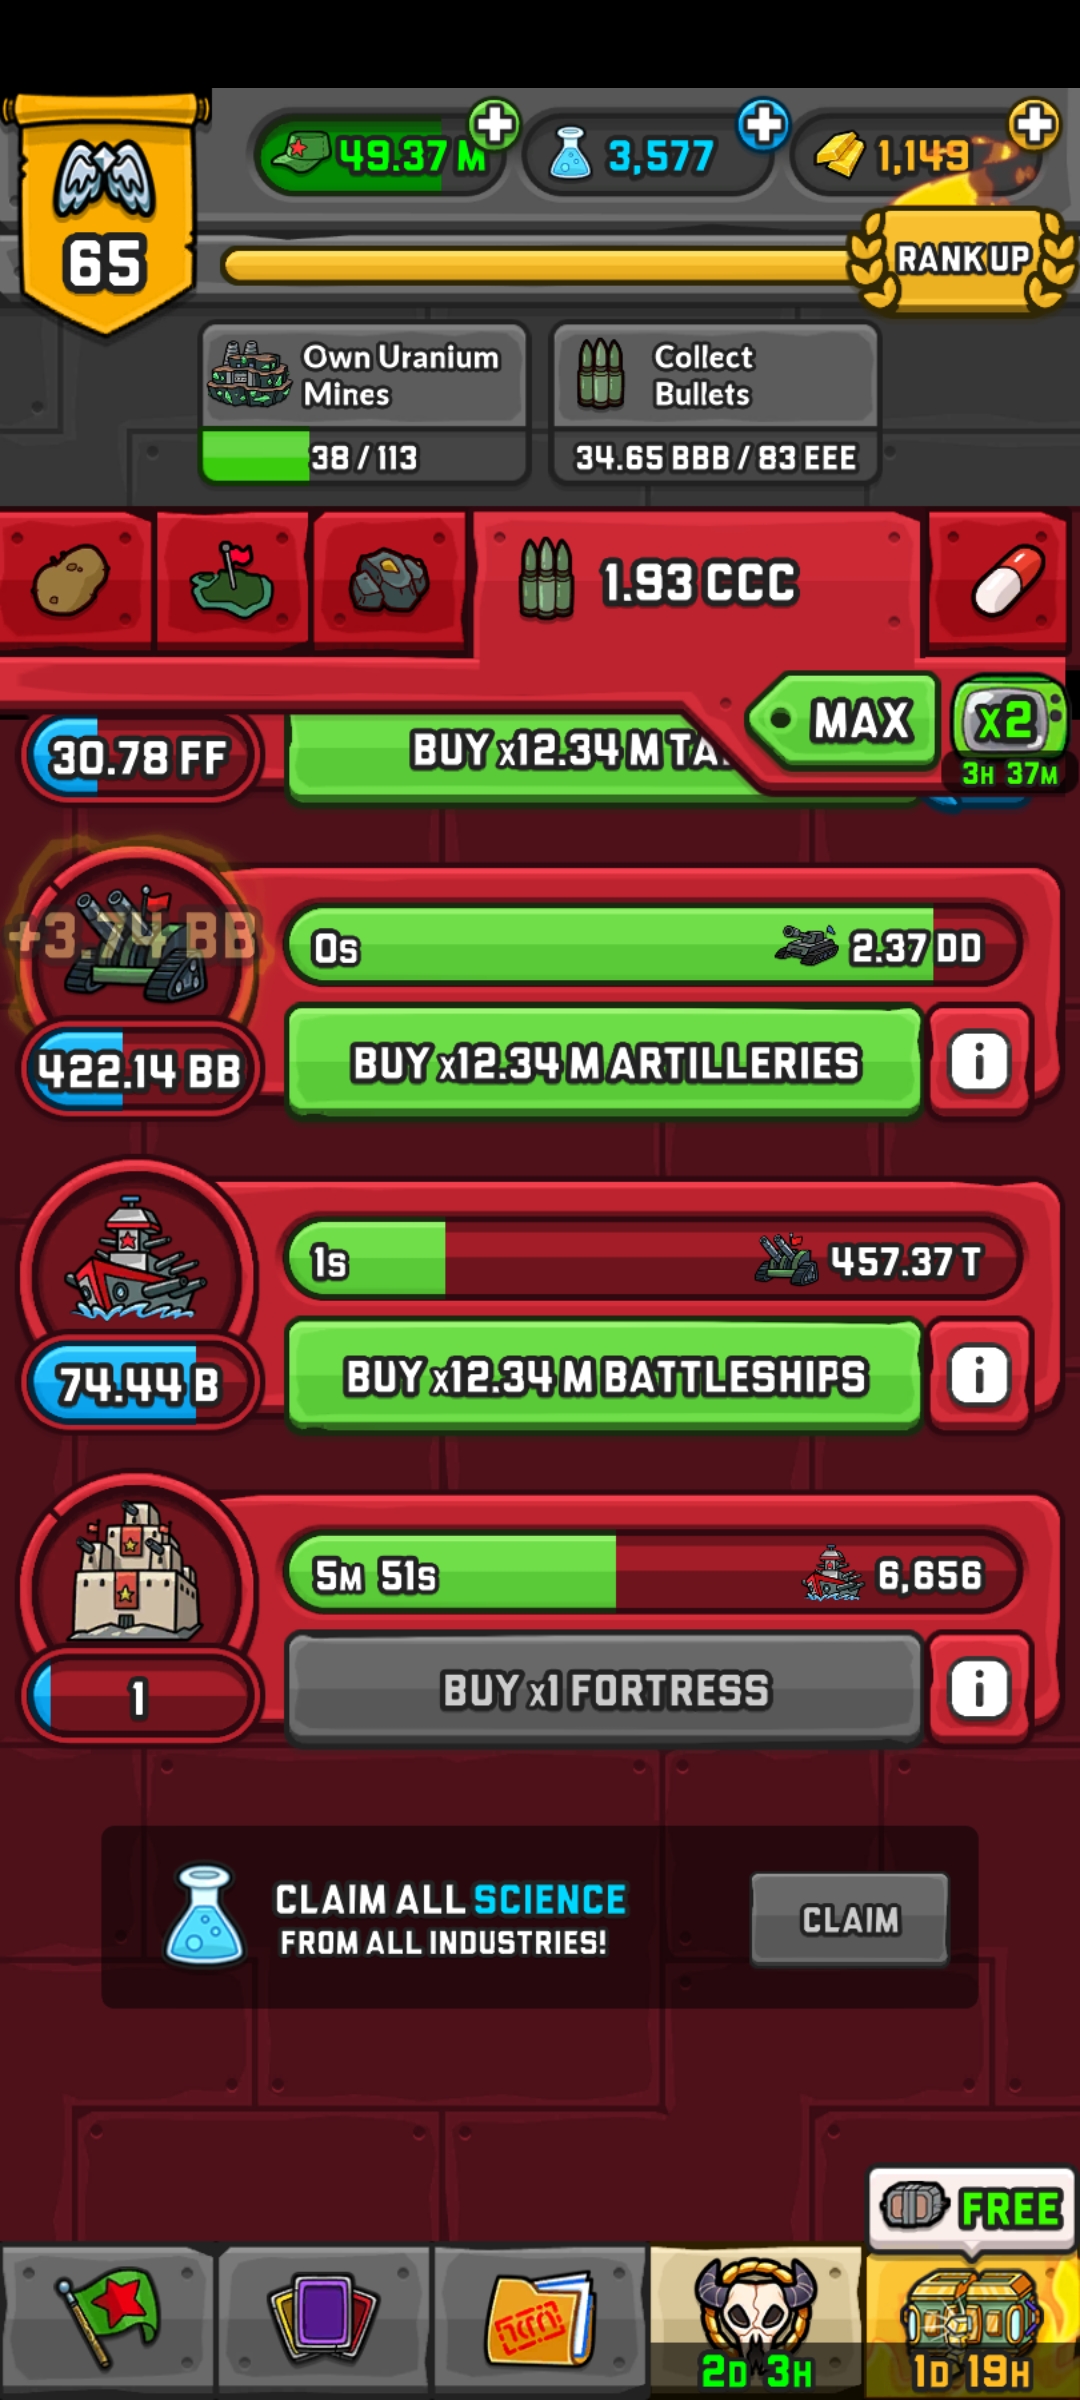 49.37 M
3,577
1,149
65
RANK UP
Own Uranium
Mines
38 / 113
Collect
Bullets
34.65 BBB / 83 EEE
1.93 CCC
MAX
x2
3H 37M
30.78 FF
BUY x12.34 M TA
+3.74 BB
0s
2.37 DD
422.14 BB
BUY x12.34 M ARTILLERIES
i
1s
457.37 T
74.44 B
BUY x12.34 M BATTLESHIPS
i
5M 51s
6,656
1
BUY x1 FORTRESS
i
CLAIM ALL SCIENCE
FROM ALL INDUSTRIES!
CLAIM
FREE
2D 3H
1D 19H